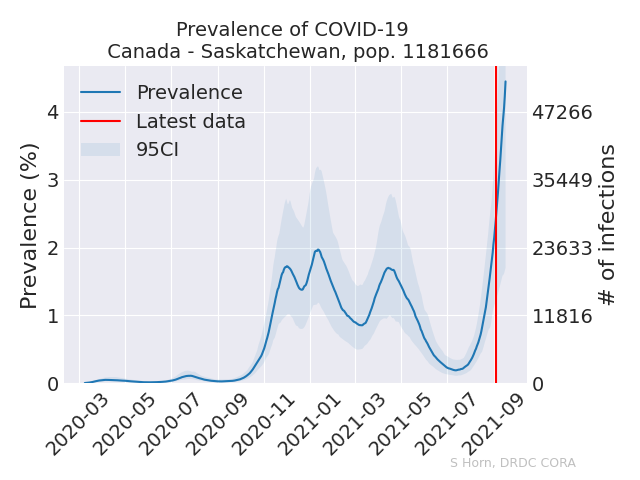 Prevalence of COVID-19
Canada - Saskatchewan, pop. 1181666
Prevalence
Latest data
95CI
Prevalence (%)
4
3
2
1
0
47266
35449
23633
11816
0
# of infections
2020-03
2020-05
2020-07
2020-09
2020-11
2021-01
2021-03
2021-05
2021-07
2021-09
S Horn, DRDC CORA